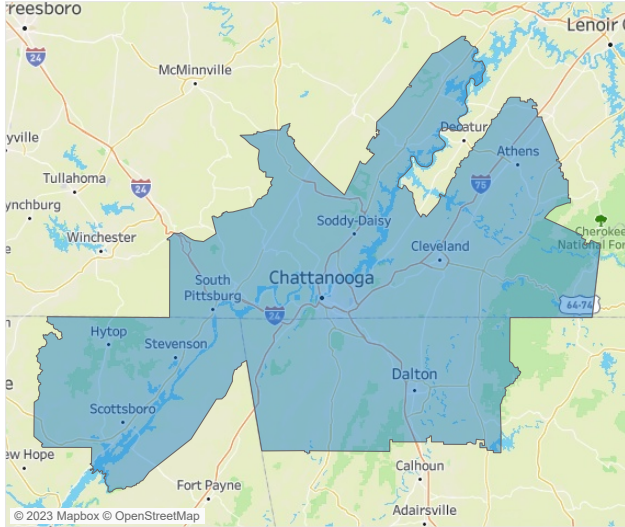 reesboro
Lenoir C
24
McMinnville
yville
Decatur
Athens
Tullahoma
24
75
ynchburg
Soddy-Daisy
Winchester
Cleveland
Cherokee
National For
e
South
Pittsburg
Chattanooga
64-74
24
n
Hytop
Stevenson
Dalton
e
Scottsboro
ew Hope
Calhoun
Fort Payne
Adairsville
© 2023 Mapbox © OpenStreetMap